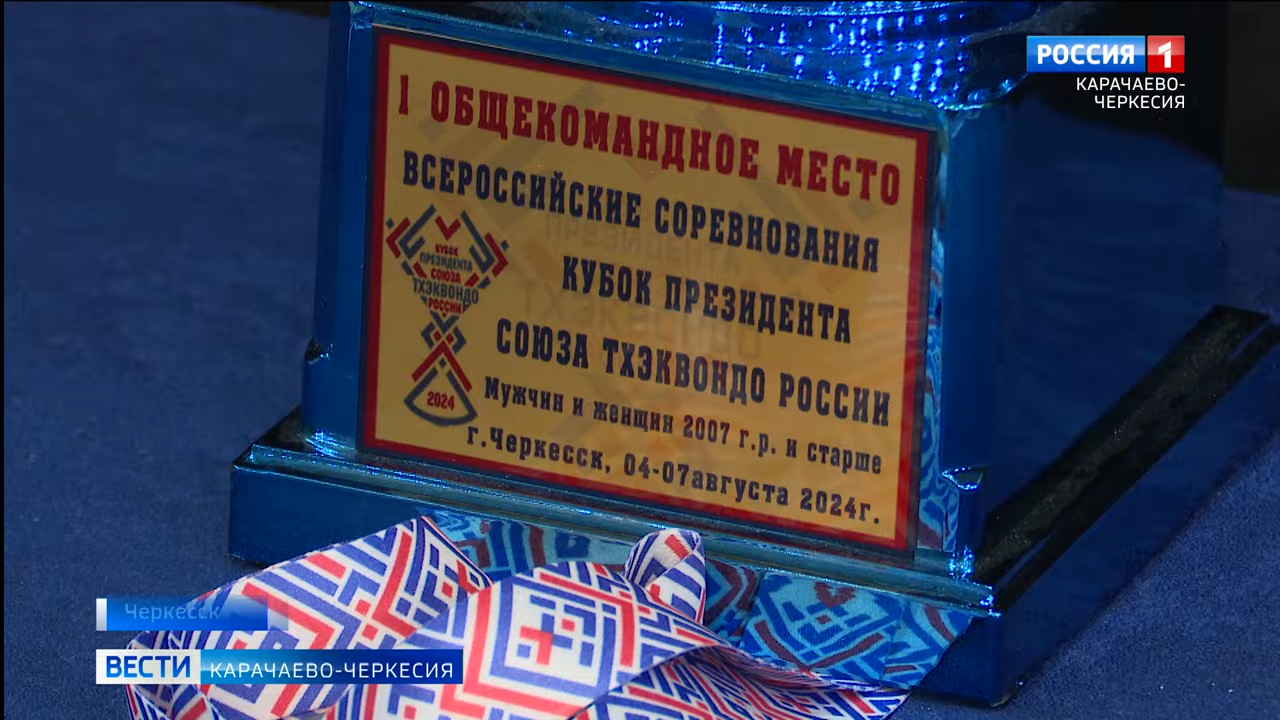 РОССИЯ 1
КАРАЧАЕВО-
ЧЕРКЕСИЯ
1 ОБЩЕКОМАНДНОЕ МЕСТО
ВСЕРОССИЙСКИЕ СОРЕВНОВАНИЯ
КУБОК ПРЕЗИДЕНТА
СОЮЗА ТХЭКВОНДО РОССИИ
Мужчин и женщин 2007 г.р. и старше
г.Черкесск, 04-07августа 2024г.
КУБОК
ПРЕЗИДЕНТА
СОЮЗА
ТХЭКВОНДО
РОССИИ
2024
Черкесск
ВЕСТИ КАРАЧАЕВО-ЧЕРКЕСИЯ